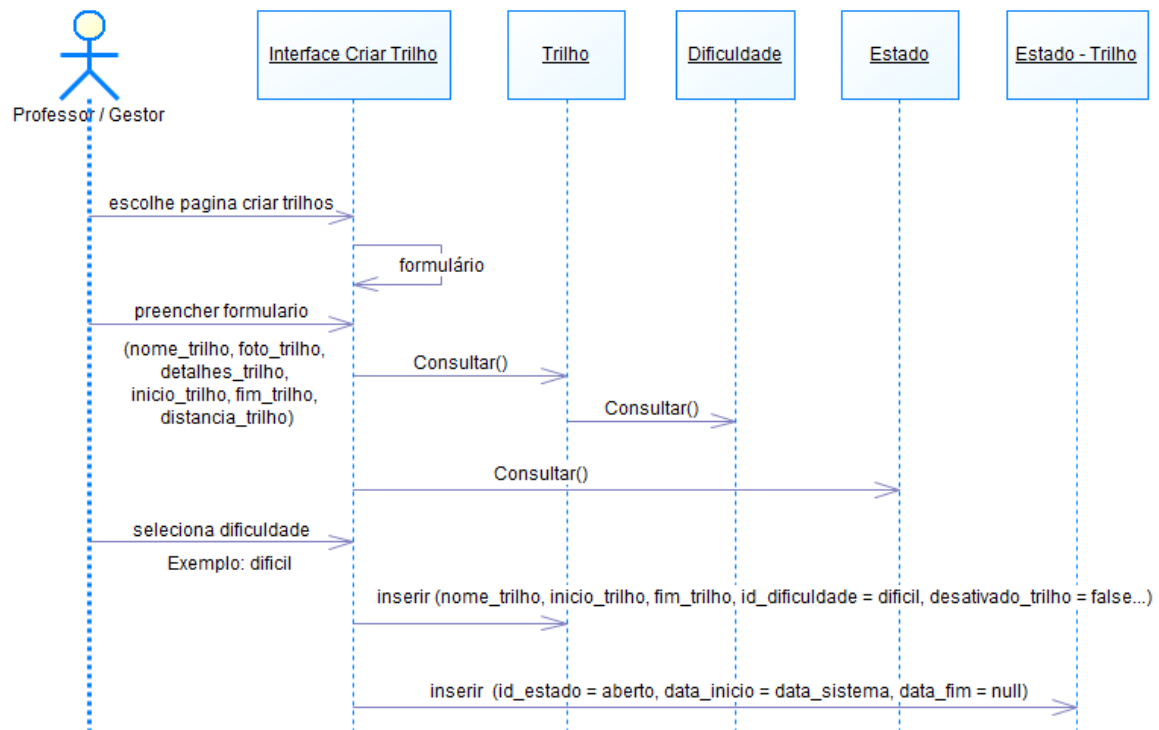 Professor / Gestor
Interface Criar Trilho
Trilho
Dificuldade
Estado
Estado - Trilho
escolhe pagina criar trilhos
formulário
preencher formulario
(nome_trilho, foto_trilho,
detalhes_trilho,
inicio_trilho, fim_trilho,
distancia_trilho)
Consultar()
Consultar()
Consultar()
seleciona dificuldade
Exemplo: dificil
inserir (nome_trilho, inicio_trilho, fim_trilho, id_dificuldade = dificil, desativado_trilho = false...)
inserir (id_estado = aberto, data_inicio = data_sistema, data_fim = null)